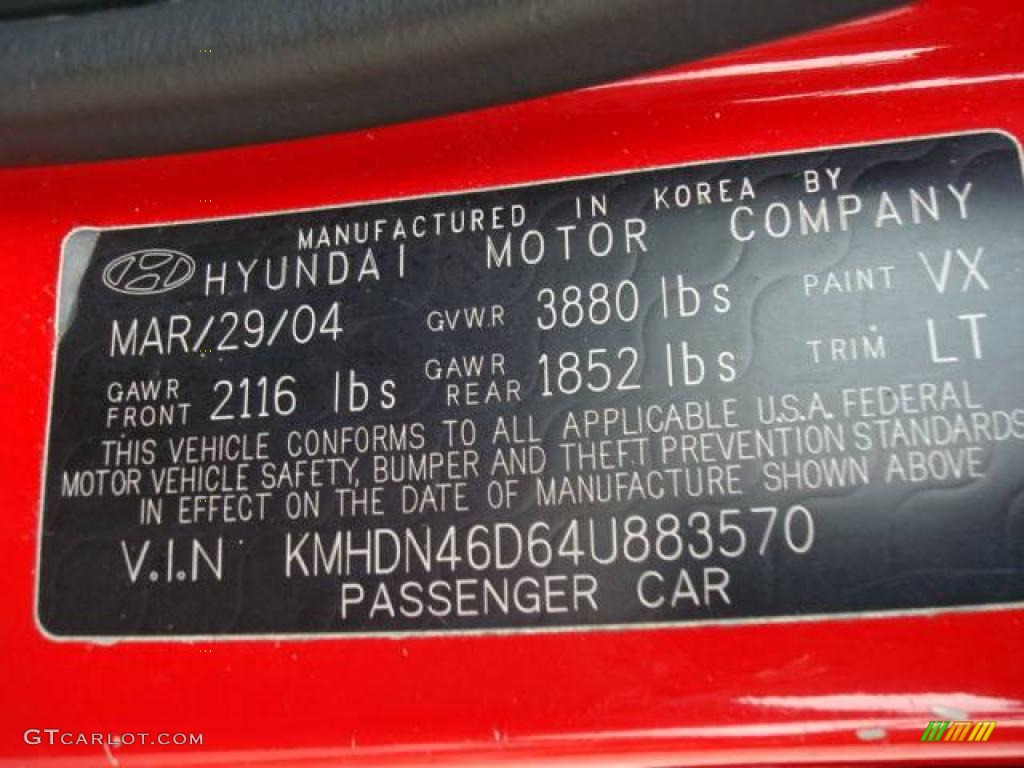 MANUFACTURED IN KOREA BY
HYUNDAI MOTOR COMPANY
MAR/29/04 GVWR 3880 lbs PAINT VX
GAWR FRONT 2116 lbs GAWR REAR 1852 lbs TRIM LT
THIS VEHICLE CONFORMS TO ALL APPLICABLE U.S.A. FEDERAL
MOTOR VEHICLE SAFETY, BUMPER AND THEFT PREVENTION STANDARDS
IN EFFECT ON THE DATE OF MANUFACTURE SHOWN ABOVE
V.I.N KMHDN46D64U883570
PASSENGER CAR
GTCARLOT.COM